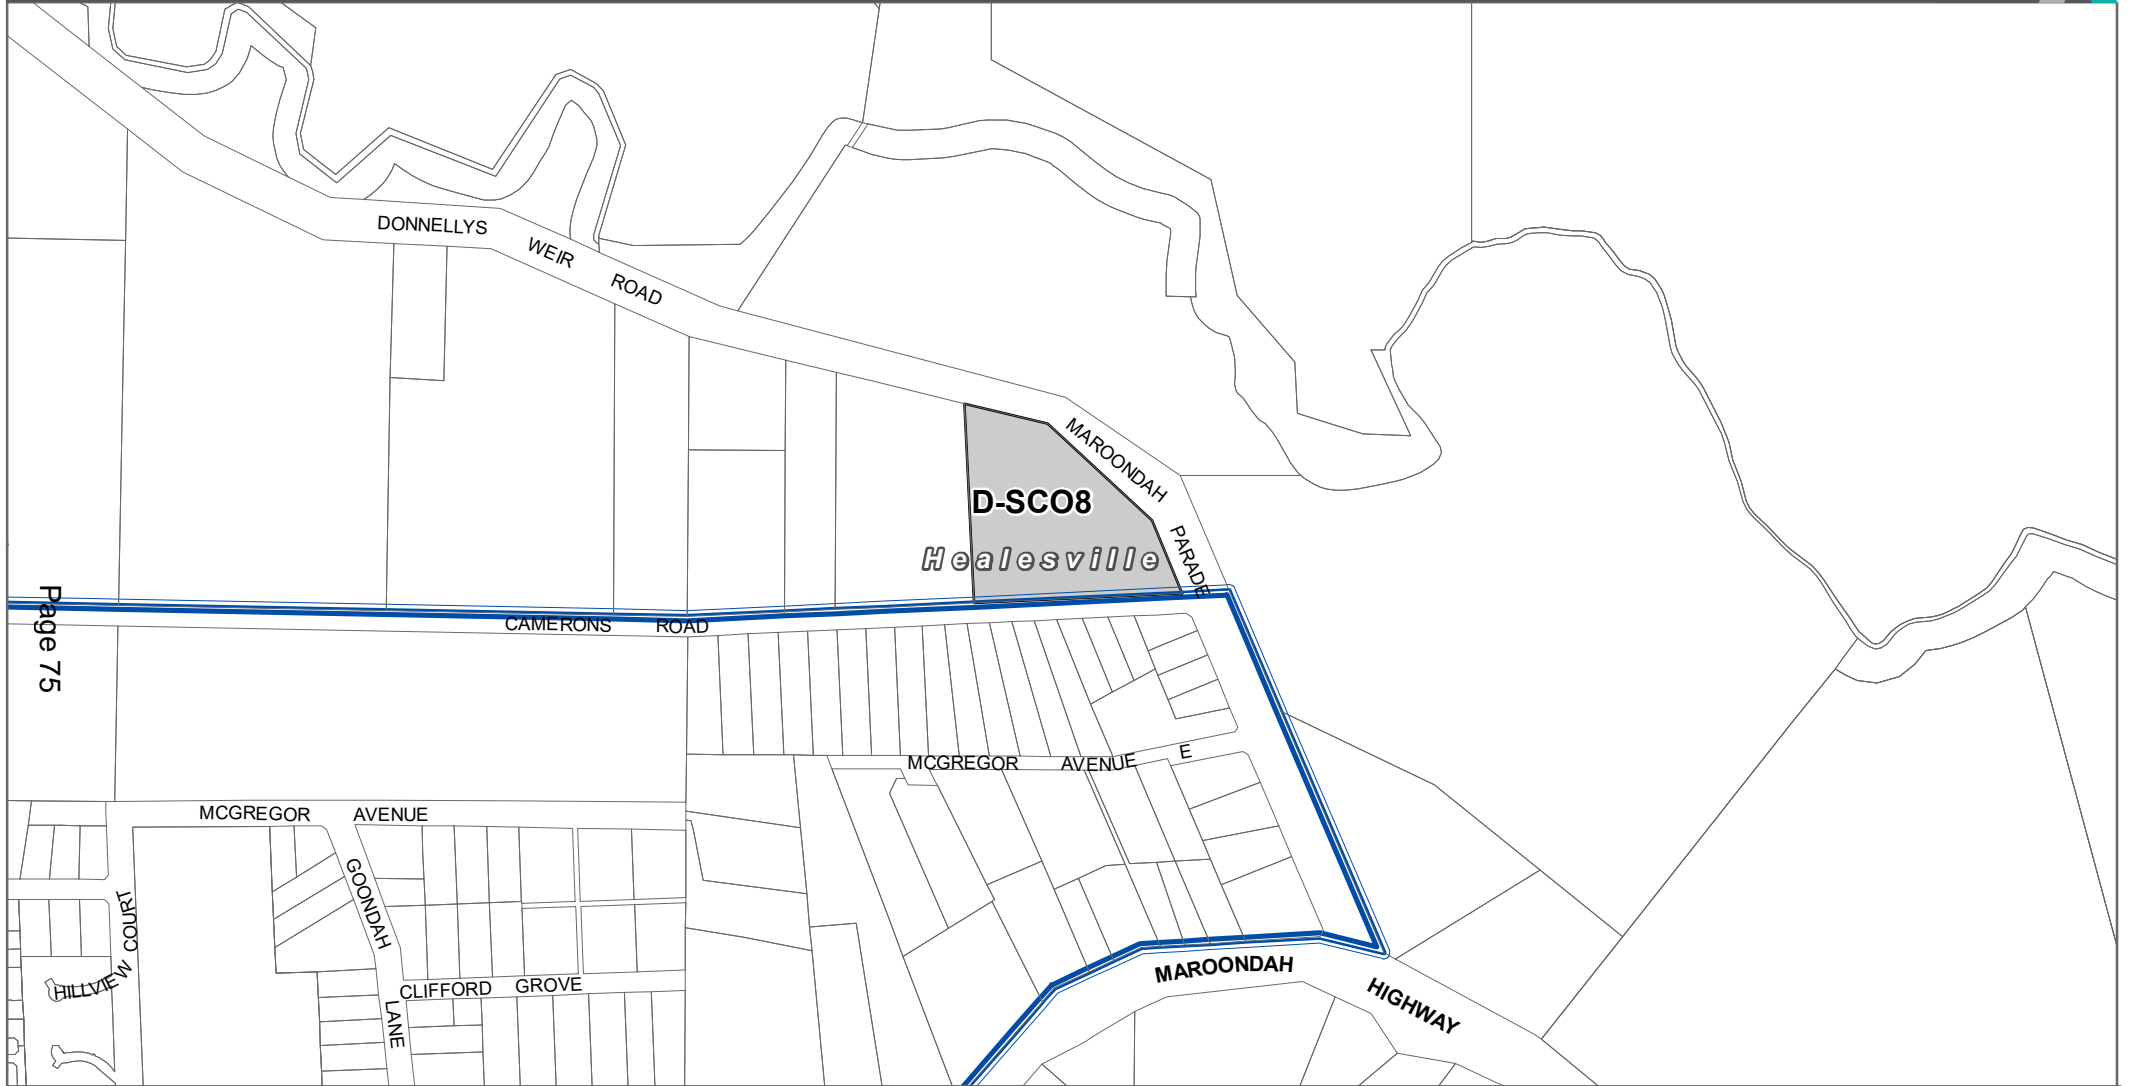 DONNELLYS WEIR ROAD
MAROONDAH PARADE
D-SCO8
Healesville
Page 75
CAMERONS ROAD
MCGREGOR AVENUE E
MCGREGOR AVENUE
GOONDAH LANE
HILLVIEW COURT
CLIFFORD GROVE
MAROONDAH HIGHWAY